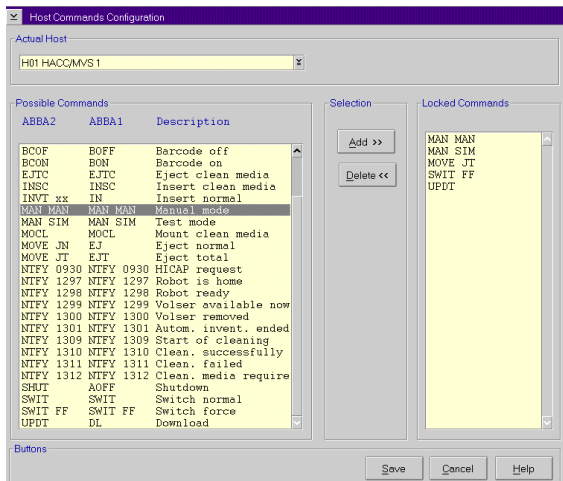 Host Commands Configuration
Actual Host
H01 HACC/MVS 1
Possible Commands
ABBA2 ABBA1 Description
BCOF BOFF Barcode off
BCON BON Barcode on
EJTC EJTC Eject clean media
INSC INSC Insert clean media
INVT xx IN Insert normal
MAN MAN MAN MAN Manual mode
MAN SIM MAN SIM Test mode
MOCL MOCL Mount clean media
MOVE JN EJ Eject normal
MOVE JT EJT Eject total
NTFY 0930 NTFY 0930 HICAP request
NTFY 1297 NTFY 1297 Robot is home
NTFY 1298 NTFY 1298 Robot ready
NTFY 1299 NTFY 1299 Volser available now
NTFY 1300 NTFY 1300 Volser removed
NTFY 1301 NTFY 1301 Autom. invent. ended
NTFY 1309 NTFY 1309 Start of cleaning
NTFY 1310 NTFY 1310 Clean. successfully
NTFY 1311 NTFY 1311 Clean. failed
NTFY 1312 NTFY 1312 Clean. media require
SHUT AOFF Shutdown
SWIT SWIT Switch normal
SWIT FF SWIT FF Switch force
UPDT DL Download
Selection
Add >>
Delete <<
Locked Commands
MAN MAN
MAN SIM
MOVE JT
SWIT FF
UPDT
Buttons
Save Cancel Help